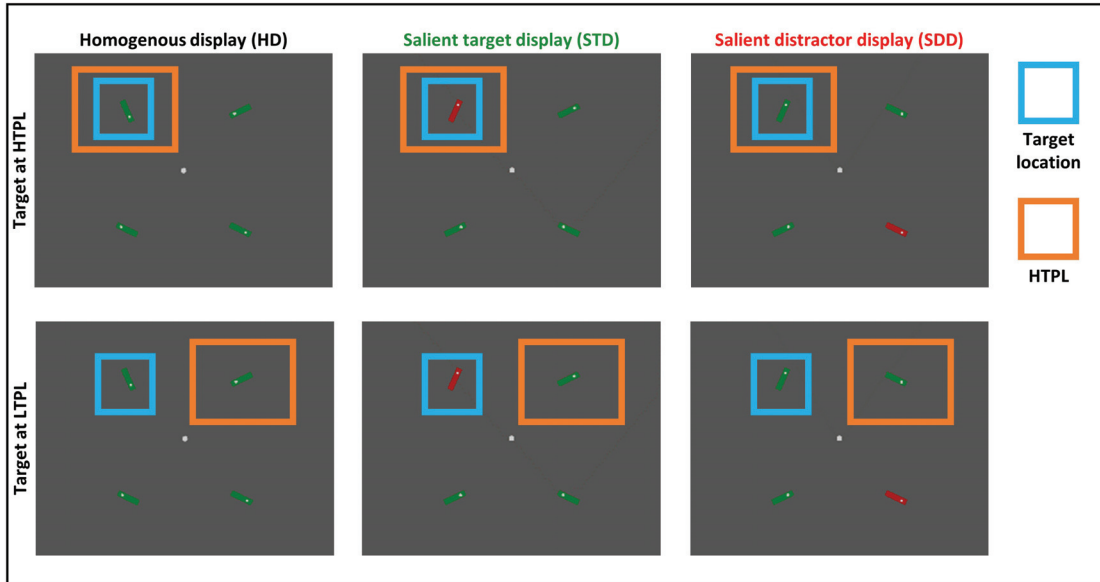 Homogenous display (HD)
Salient target display (STD)
Salient distractor display (SDD)
Target at HTPL
Target at LTPL
Target
location
HTPL